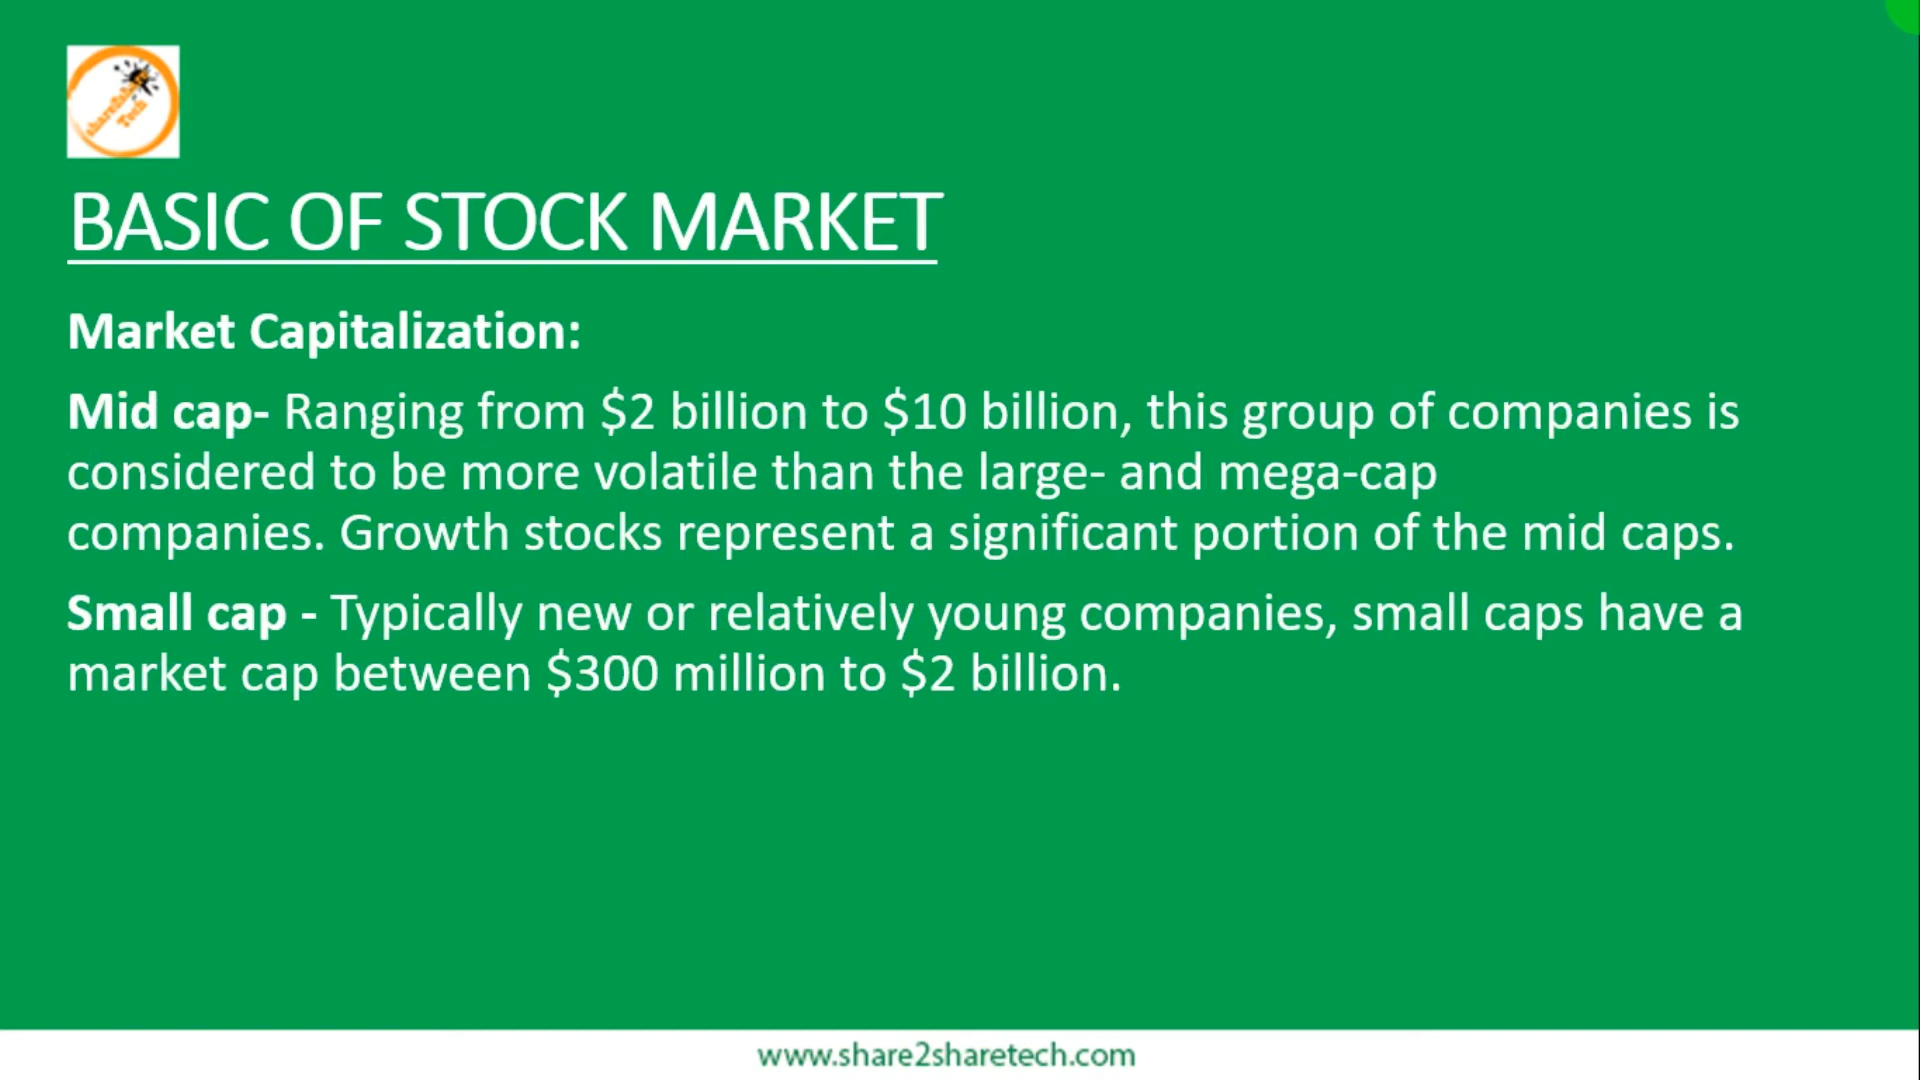 share2share
Tech
BASIC OF STOCK MARKET
Market Capitalization:
Mid cap- Ranging from $2 billion to $10 billion, this group of companies is
considered to be more volatile than the large- and mega-cap
companies. Growth stocks represent a significant portion of the mid caps.
Small cap - Typically new or relatively young companies, small caps have a
market cap between $300 million to $2 billion.
www.share2sharetech.com